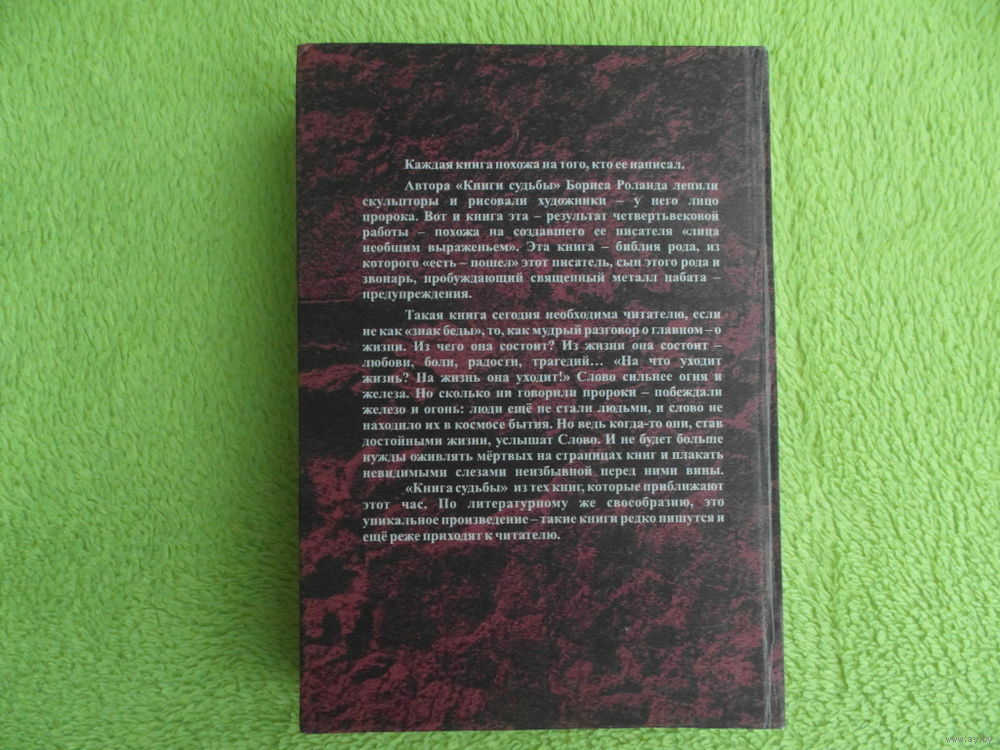 Каждая книга похожа на того, кто ее написал.
Автора «Книги судьбы» Бориса Роланда лепили
скульпторы и рисовали художники – у него лицо
пророка. Вот и книга эта – результат четвертьвековой
работы – похожа на создавшего ее писателя «лица
необщим выраженьем». Эта книга – библия рода, из
которого «есть – пошел» этот писатель, сын этого рода и
звонарь, пробуждающий священный металл набата –
предупреждения.
Такая книга сегодня необходима читателю, если
не как «знак беды», то, как мудрый разговор о главном – о
жизни. Из чего она состоит? Из жизни она состоит –
любови, боли, радости, трагедий... «На что уходит
жизнь? На жизнь она уходит!» Слово сильнее огня и
железа. Но сколько ни говорили пророки – побеждали
железо и огонь: люди ещё не стали людьми, и слово не
находило их в космосе бытия. Но ведь когда-то они, став
достойными жизни, услышат Слово. И не будет больше
нужды оживлять мёртвых на страницах книг и плакать
невидимыми слезами неизбывной перед ними вины.
«Книга судьбы» из тех книг, которые приближают
этот час. По литературному же своеобразию, это
уникальное произведение – такие книги редко пишутся и
ещё реже приходят к читателю.
www.ay.by